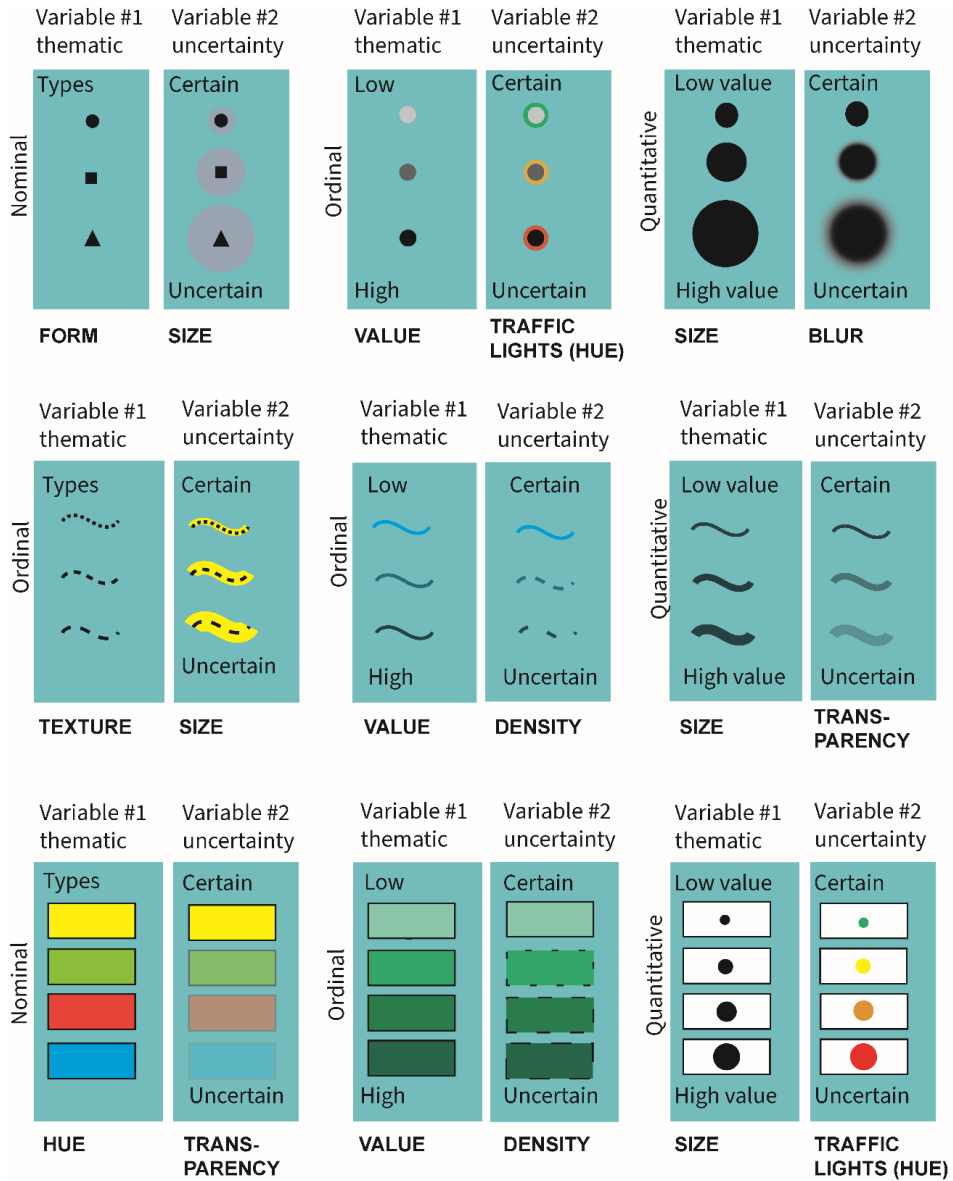 Variable #1 Variable #2
thematic uncertainty
Types Certain
Nominal
Uncertain
FORM SIZE
Variable #1 Variable #2
thematic uncertainty
Low Certain
Ordinal
High Uncertain
VALUE TRAFFIC
LIGHTS (HUE)
Variable #1 Variable #2
thematic uncertainty
Low value Certain
Quantitative
High value Uncertain
SIZE BLUR
Variable #1 Variable #2
thematic uncertainty
Types Certain
Ordinal
Uncertain
TEXTURE SIZE
Variable #1 Variable #2
thematic uncertainty
Low Certain
Ordinal
High Uncertain
VALUE DENSITY
Variable #1 Variable #2
thematic uncertainty
Low value Certain
Quantitative
High value Uncertain
SIZE TRANS-
PARENCY
Variable #1 Variable #2
thematic uncertainty
Types Certain
Nominal
Uncertain
HUE TRANS-
PARENCY
Variable #1 Variable #2
thematic uncertainty
Low Certain
Ordinal
High Uncertain
VALUE DENSITY
Variable #1 Variable #2
thematic uncertainty
Low value Certain
Quantitative
High value Uncertain
SIZE TRAFFIC
LIGHTS (HUE)